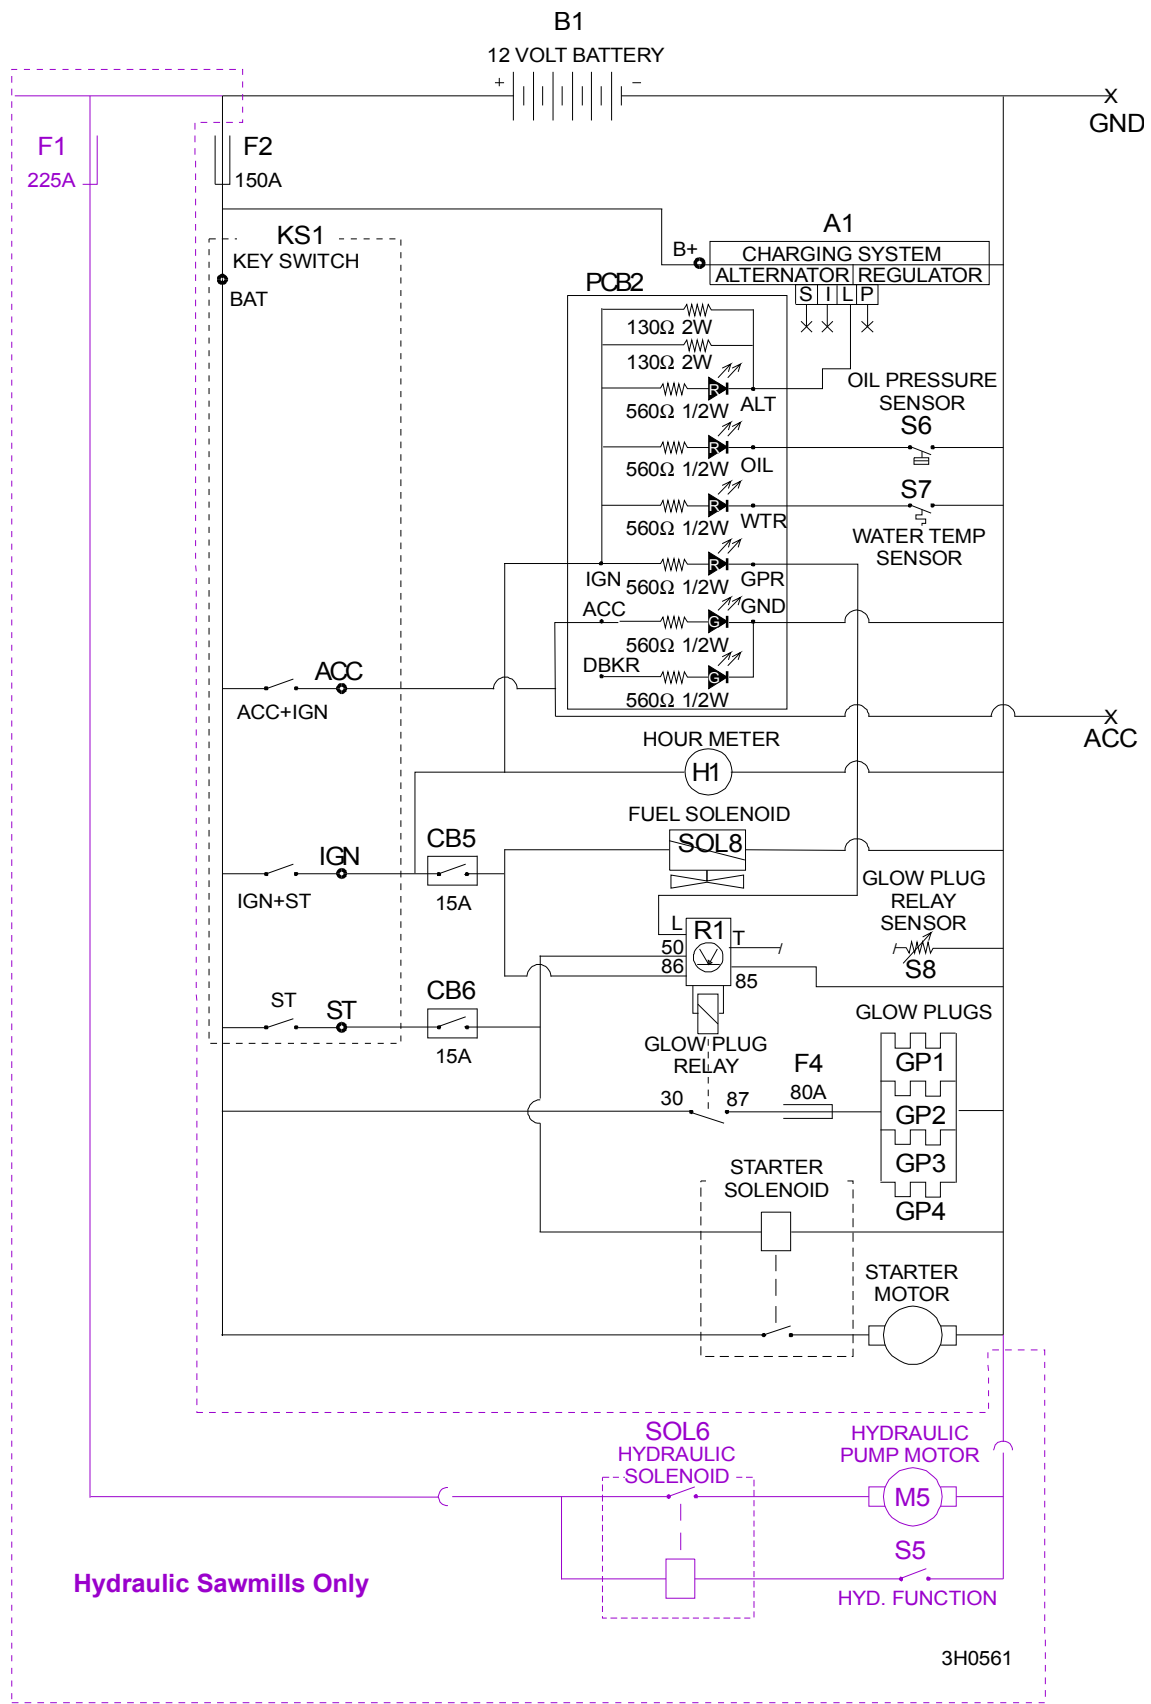 B1
12 VOLT BATTERY
+ −
X
GND
F1
225A
F2
150A
KS1
KEY SWITCH
BAT
A1
B+
CHARGING SYSTEM
ALTERNATOR REGULATOR
S I L P
PCB2
130Ω 2W
130Ω 2W
R
ALT
560Ω 1/2W
OIL PRESSURE
SENSOR
S6
R
OIL
560Ω 1/2W
S7
R
WTR
560Ω 1/2W
WATER TEMP
SENSOR
R
IGN
GPR
560Ω 1/2W
ACC
GND
G
560Ω 1/2W
DBKR
G
560Ω 1/2W
ACC
ACC+IGN
X
ACC
HOUR METER
H1
FUEL SOLENOID
SOL8
CB5
15A
IGN
IGN+ST
GLOW PLUG
RELAY
SENSOR
S8
L
R1
T
50
86
85
CB6
15A
ST
ST
GLOW PLUG
RELAY
GLOW PLUGS
GP1
GP2
GP3
GP4
F4
80A
30
87
STARTER
SOLENOID
STARTER
MOTOR
SOL6
HYDRAULIC
SOLENOID
HYDRAULIC
PUMP MOTOR
M5
S5
HYD. FUNCTION
Hydraulic Sawmills Only
3H0561